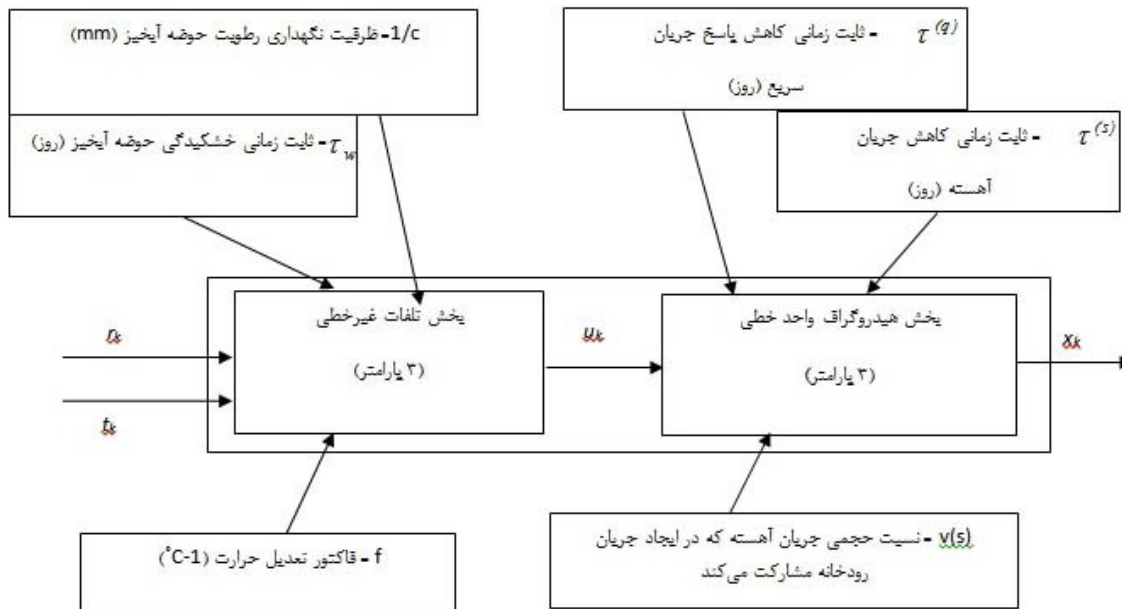 1/c-ظرفیت نگهداری رطوبت حوضه آبخیز (mm)
τ_w-ثابت زمانی خشکیدگی حوضه آبخیز (روز)
τ^(q) - ثابت زمانی کاهش پاسخ جریان
سریع (روز)
τ^(s) - ثابت زمانی کاهش جریان
آهسته (روز)
بخش تلفات غیرخطی
(۳ پارامتر)
بخش هیدروگراف واحد خطی
(۳ پارامتر)
rk
tk
uk
xk
f - فاکتور تعدیل حرارت (˚C-1)
v(s) - نسبت حجمی جریان آهسته که در ایجاد جریان
رودخانه مشارکت می‌کند